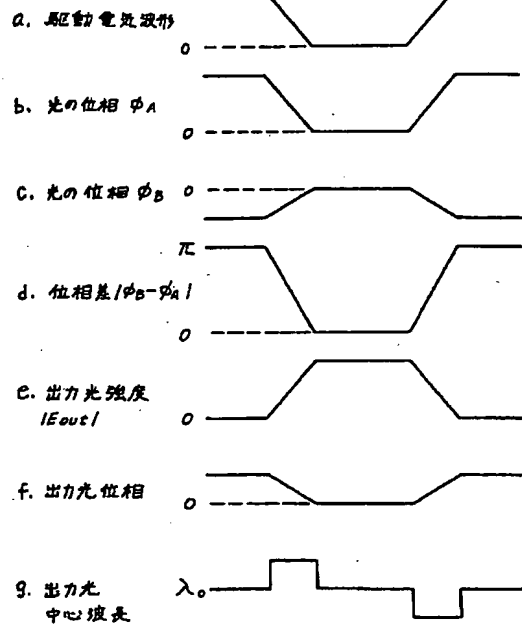 a. 駆動電気波形
0
b. 光の位相 φA
0
c. 光の位相 φB 0
π
d. 位相差|φB-φA|
0
e. 出力光強度
|Eout| 0
f. 出力光位相
0
g. 出力光 λ0
中心波長